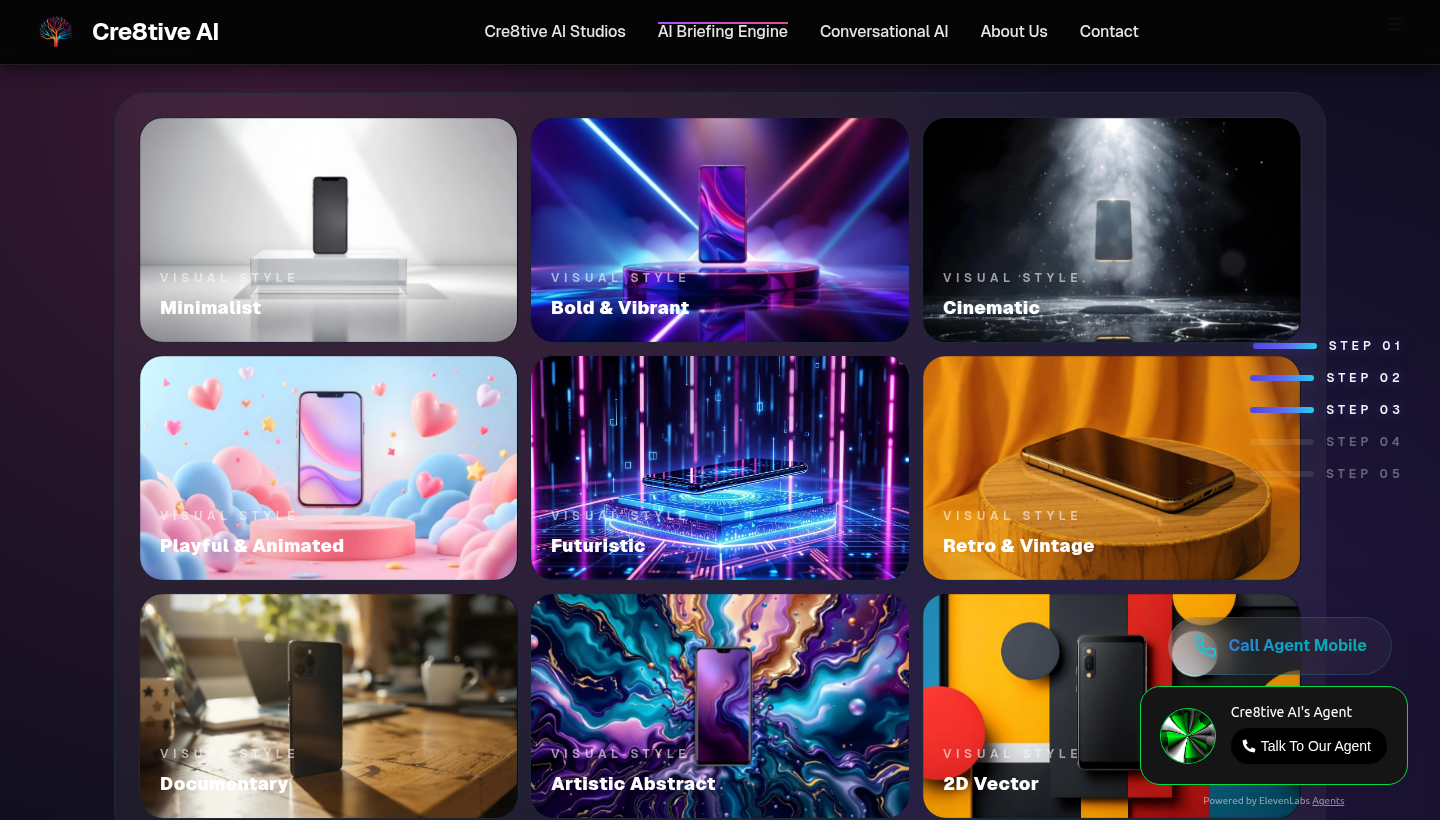 Cre8tive AI
Cre8tive AI Studios
AI Briefing Engine
Conversational AI
About Us
Contact
VISUAL STYLE
Minimalist
VISUAL STYLE
Bold & Vibrant
VISUAL STYLE
Cinematic
STEP 01
STEP 02
STEP 03
STEP 04
STEP 05
VISUAL STYLE
Playful & Animated
VISUAL STYLE
Futuristic
VISUAL STYLE
Retro & Vintage
VISUAL STYLE
Documentary
VISUAL STYLE
Artistic Abstract
VISUAL STYLE
2D Vector
Call Agent Mobile
Cre8tive AI's Agent
Talk To Our Agent
Powered by ElevenLabs Agents